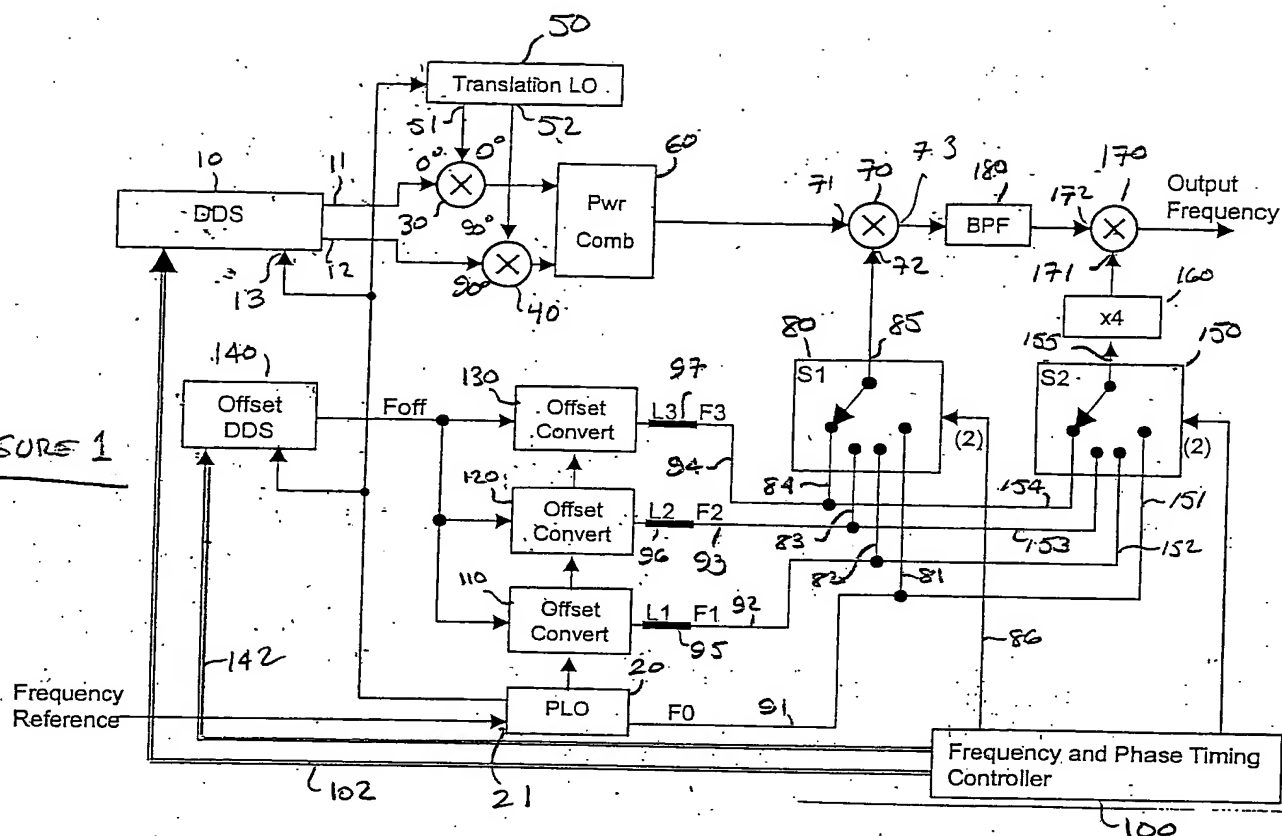 50
Translation LO
51
52
10
11
0°
0°
60
DDS
30
90°
Pwr
Comb
12
13
90°
40
71
70
73
180
BPF
72
172
170
Output
Frequency
171
160
x4
140
Offset
DDS
Foff
130
Offset
Convert
97
L3
F3
94
80
85
S1
(2)
155
150
S2
(2)
FIGURE 1
120
Offset
Convert
L2
F2
96
93
84
83
82
81
154
153
152
151
110
Offset
Convert
L1
F1
95
92
142
86
Frequency
Reference
20
PLO
F0
91
21
102
Frequency and Phase Timing
Controller
100